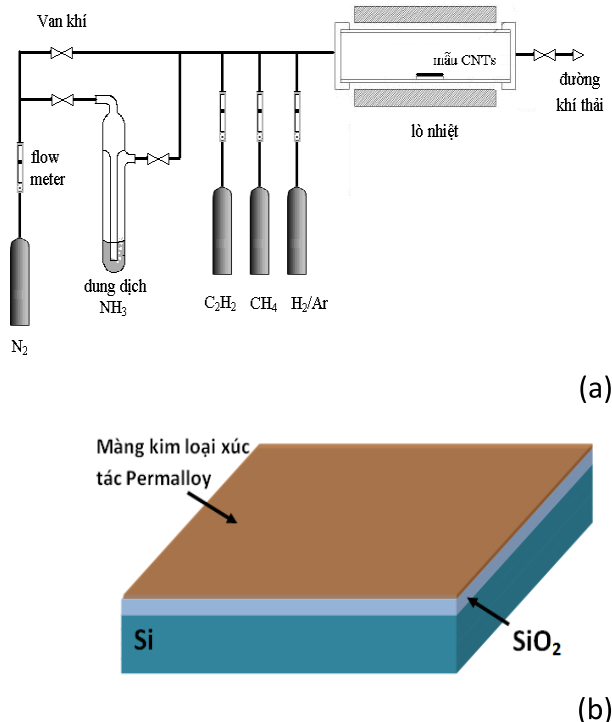 Van khí
mẫu CNTs
đường
khí thải
lò nhiệt
flow
meter
dung dịch
NH₃
C₂H₂
CH₄
H₂/Ar
N₂
(a)
Màng kim loại xúc
tác Permalloy
Si
SiO₂
(b)